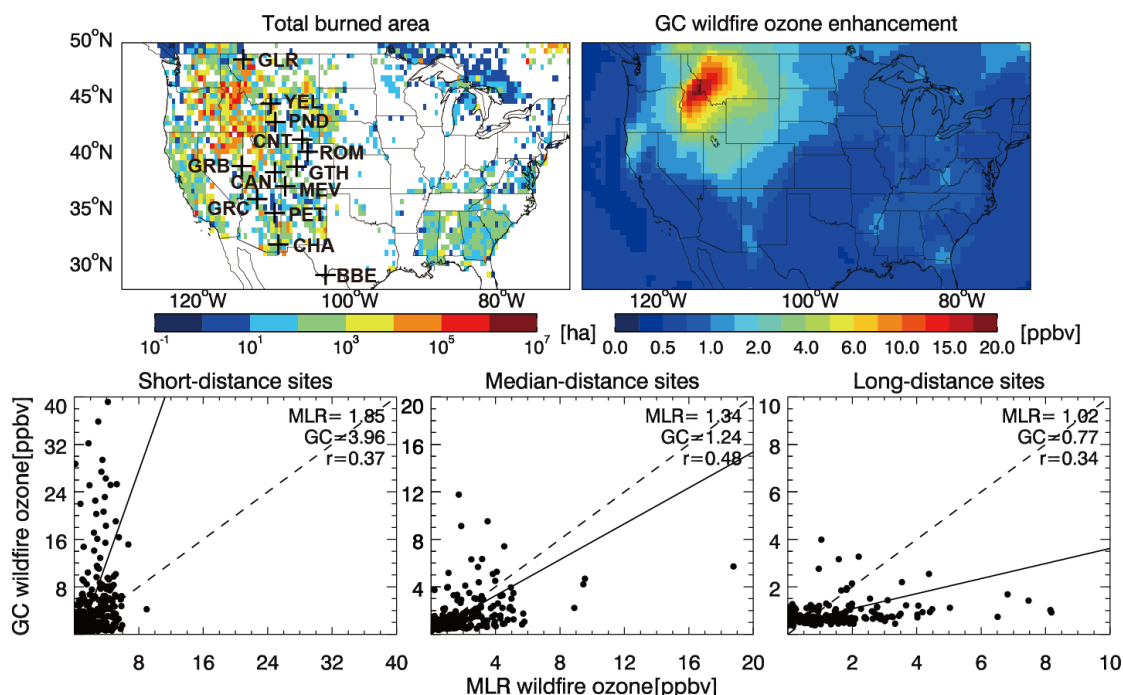 Total burned area
GC wildfire ozone enhancement
50°N
45°N
40°N
35°N
30°N
GLR
YEL
PND
CNT
ROM
GRB
GTH
CAN
MEV
GRC
PET
CHA
BBE
120°W 100°W 80°W
120°W 100°W 80°W
10⁻¹ 10¹ 10³ 10⁵ 10⁷ [ha]
0.0 0.5 1.0 2.0 4.0 6.0 10.0 15.0 20.0 [ppbv]
Short-distance sites
Median-distance sites
Long-distance sites
GC wildfire ozone[ppbv]
40
32
24
16
8
MLR= 1.85
GC=3.96
r=0.37
8 16 24 32 40
20
16
12
8
4
MLR= 1.34
GC=1.24
r=0.48
4 8 12 16 20
10
8
6
4
2
MLR= 1.02
GC=0.77
r=0.34
2 4 6 8 10
MLR wildfire ozone[ppbv]